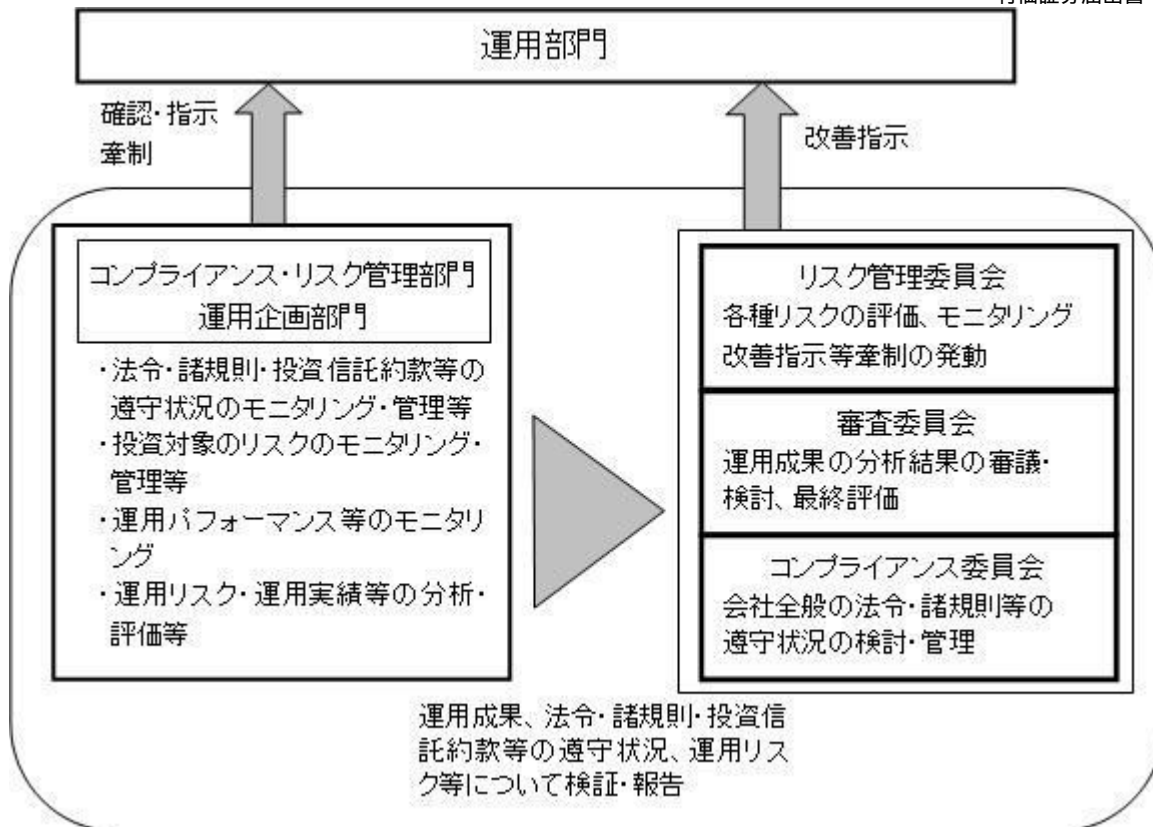 運用部門
確認・指示
牽制
改善指示
コンプライアンス・リスク管理部門
運用企画部門
・法令・諸規則・投資信託約款等の
遵守状況のモニタリング・管理等
・投資対象のリスクのモニタリング・
管理等
・運用パフォーマンス等のモニタリ
ング
・運用リスク・運用実績等の分析・
評価等
リスク管理委員会
各種リスクの評価、モニタリング
改善指示等牽制の発動
審査委員会
運用成果の分析結果の審議・
検討、最終評価
コンプライアンス委員会
会社全般の法令・諸規則等の
遵守状況の検討・管理
運用成果、法令・諸規則・投資信
託約款等の遵守状況、運用リス
ク等について検証・報告